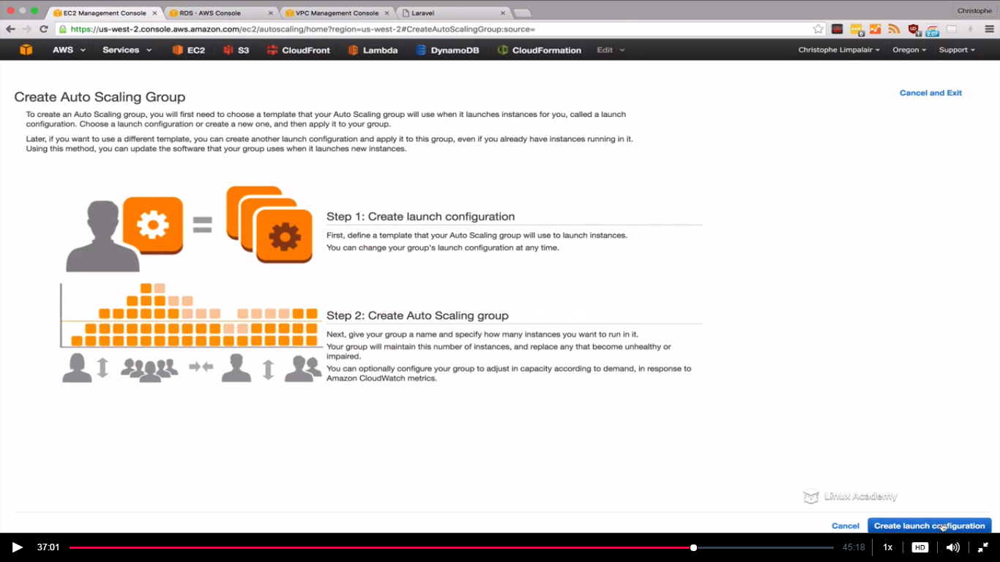 EC2 Management Console
RDS · AWS Console
VPC Management Console
Laravel
Christophe
https://us-west-2.console.aws.amazon.com/ec2/autoscaling/home?region=us-west-2#CreateAutoScalingGroup:source=
AWS Services EC2 S3 CloudFront Lambda DynamoDB CloudFormation Edit Christophe Limpalair Oregon Support
Create Auto Scaling Group
Cancel and Exit
To create an Auto Scaling group, you will first need to choose a template that your Auto Scaling group will use when it launches instances for you, called a launch
configuration. Choose a launch configuration or create a new one, and then apply it to your group.
Later, if you want to use a different template, you can create another launch configuration and apply it to this group, even if you already have instances running in it.
Using this method, you can update the software that your group uses when it launches new instances.
Step 1: Create launch configuration
First, define a template that your Auto Scaling group will use to launch instances.
You can change your group's launch configuration at any time.
Step 2: Create Auto Scaling group
Next, give your group a name and specify how many instances you want to run in it.
Your group will maintain this number of instances, and replace any that become unhealthy or
impaired.
You can optionally configure your group to adjust in capacity according to demand, in response to
Amazon CloudWatch metrics.
Linux Academy
Cancel
Create launch configuration
37:01
45:18
1x
HD